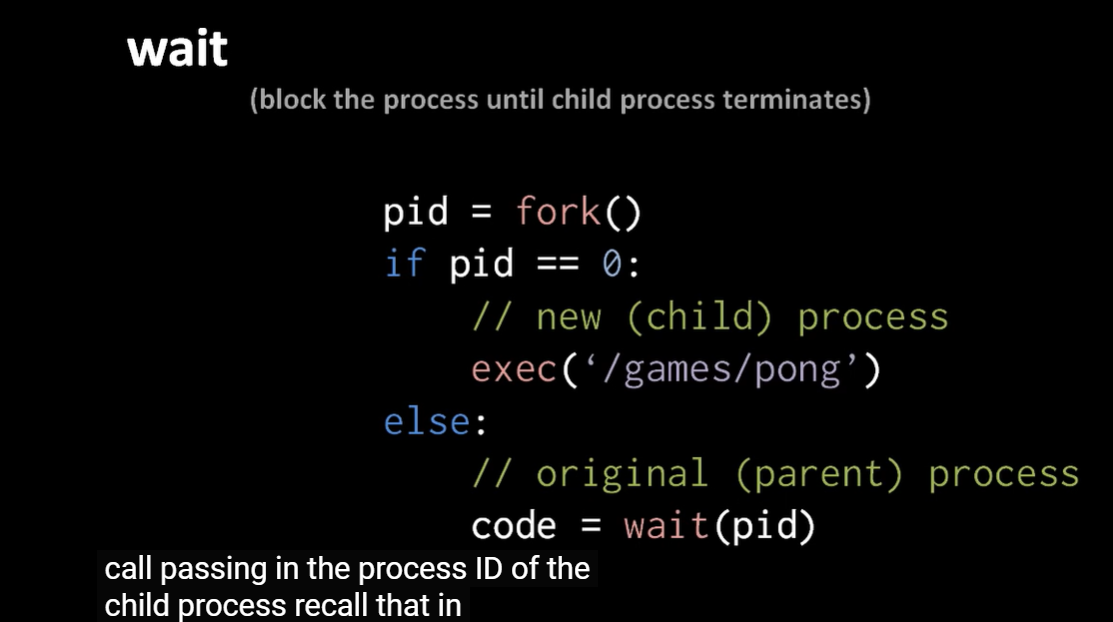 wait
(block the process until child process terminates)
pid = fork()
if pid == 0:
// new (child) process
exec(‘/games/pong’)
else:
// original (parent) process
code = wait(pid)
call passing in the process ID of the
child process recall that in